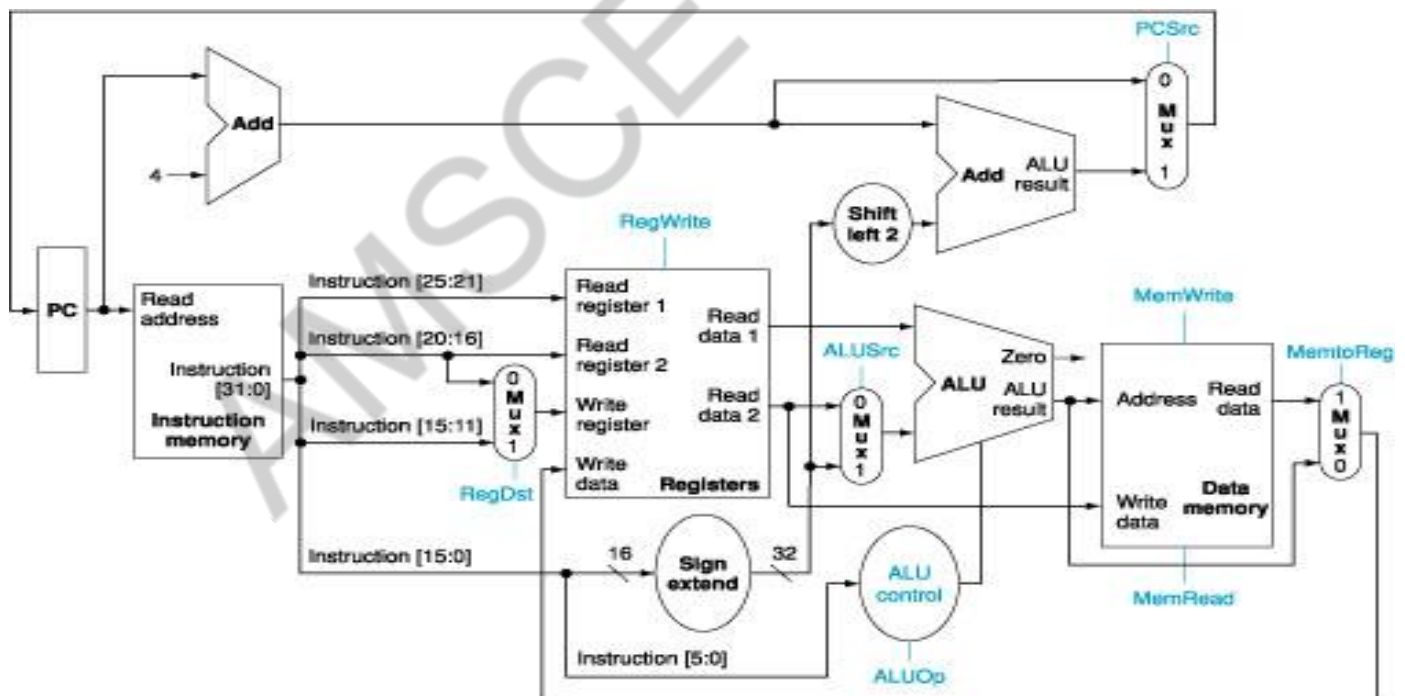 PCSrc
0
M
u
x
1
Add
4
Add
ALU
result
Shift
left 2
RegWrite
PC
Read
address
Instruction
[31:0]
Instruction
memory
Instruction [25:21]
Instruction [20:16]
Instruction [15:11]
Instruction [15:0]
0
M
u
x
1
RegDst
Read
register 1
Read
register 2
Write
register
Write
data
Read
data 1
Read
data 2
Registers
ALUSrc
0
M
u
x
1
ALU
Zero
ALU
result
MemWrite
Address
Read
data
Write
data
Data
memory
MemRead
MemtoReg
1
M
u
x
0
16
Sign
extend
32
ALU
control
Instruction [5:0]
ALUOp
AMSCE